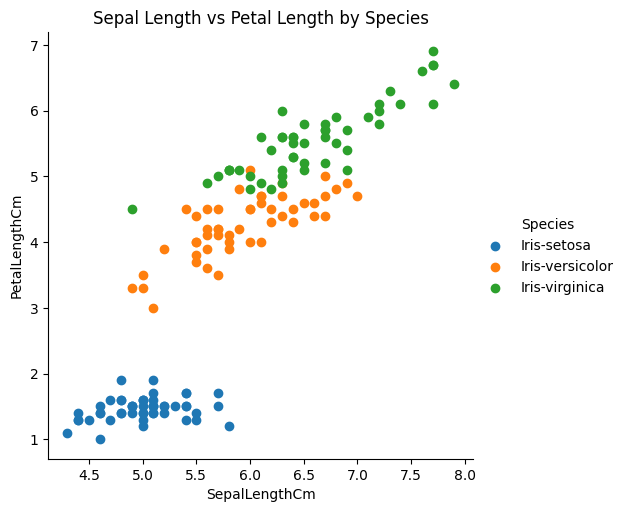 Sepal Length vs Petal Length by Species
7
6
5
4
3
2
1
PetalLengthCm
4.5 5.0 5.5 6.0 6.5 7.0 7.5 8.0
SepalLengthCm
Species
Iris-setosa
Iris-versicolor
Iris-virginica